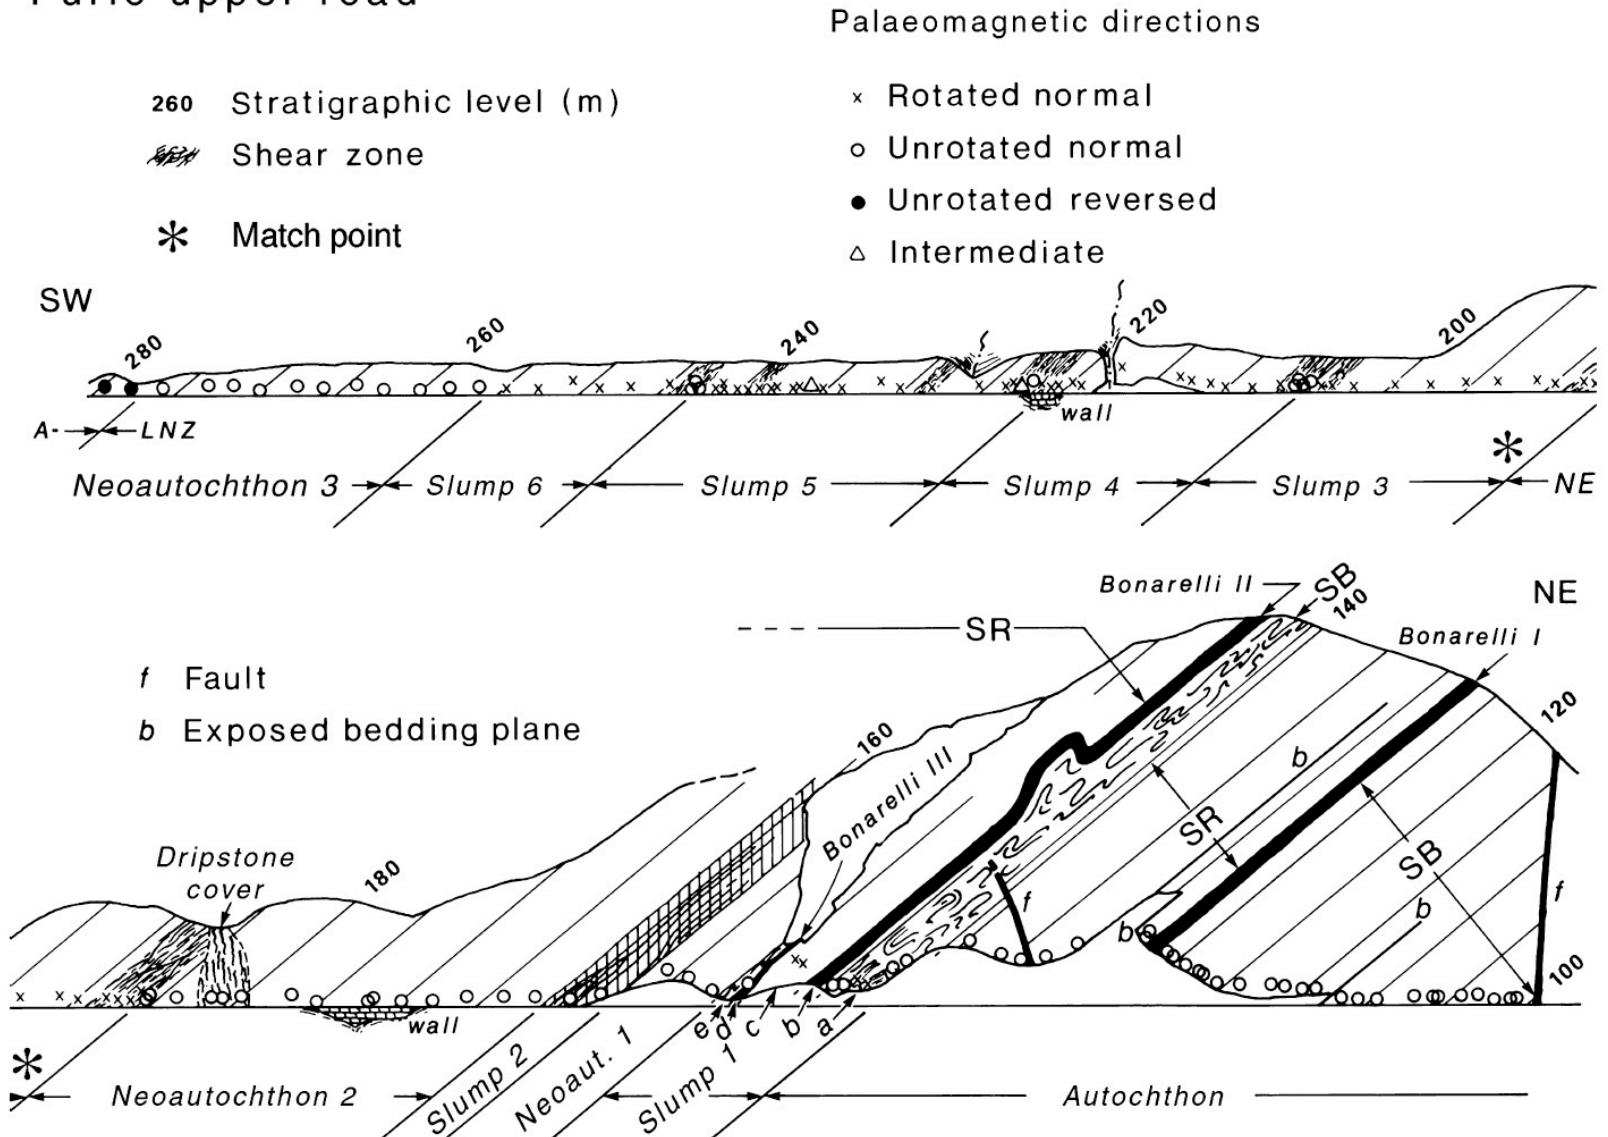 Furlo upper road
Palaeomagnetic directions
260 Stratigraphic level (m)
Shear zone
Match point
x Rotated normal
Unrotated normal
Unrotated reversed
Intermediate
SW
280
260
240
220
200
wall
A- LNZ
Neoautochthon 3
Slump 6
Slump 5
Slump 4
Slump 3
NE
Bonarelli II
SB
140
NE
SR
Bonarelli I
f Fault
b Exposed bedding plane
120
160
b
Bonarelli III
SR
Dripstone
cover
180
SB
f
f
b
b
100
wall
e d c b a
Neoautochthon 2
Slump 2
Neoaut. 1
Slump 1
Autochthon